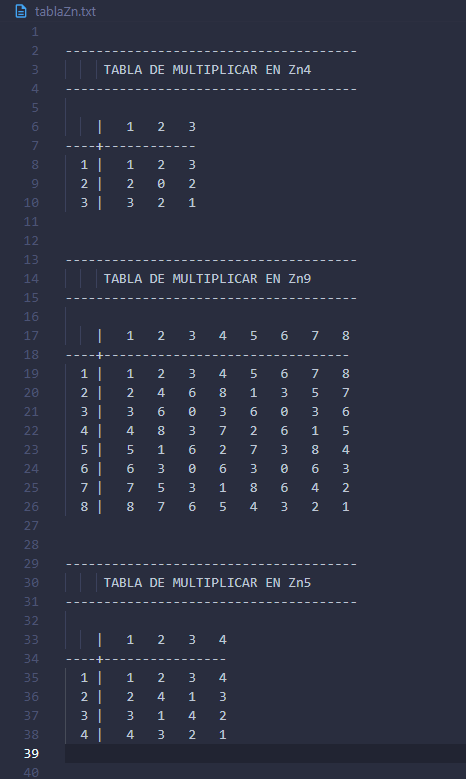 tablaZn.txt
1
2 --------------------------------------
3 TABLA DE MULTIPLICAR EN Zn4
4 --------------------------------------
5
6 | 1 2 3
7 ----+------------
8 1 | 1 2 3
9 2 | 2 0 2
10 3 | 3 2 1
11
12
13 --------------------------------------
14 TABLA DE MULTIPLICAR EN Zn9
15 --------------------------------------
16
17 | 1 2 3 4 5 6 7 8
18 ----+--------------------------------
19 1 | 1 2 3 4 5 6 7 8
20 2 | 2 4 6 8 1 3 5 7
21 3 | 3 6 0 3 6 0 3 6
22 4 | 4 8 3 7 2 6 1 5
23 5 | 5 1 6 2 7 3 8 4
24 6 | 6 3 0 6 3 0 6 3
25 7 | 7 5 3 1 8 6 4 2
26 8 | 8 7 6 5 4 3 2 1
27
28
29 --------------------------------------
30 TABLA DE MULTIPLICAR EN Zn5
31 --------------------------------------
32
33 | 1 2 3 4
34 ----+----------------
35 1 | 1 2 3 4
36 2 | 2 4 1 3
37 3 | 3 1 4 2
38 4 | 4 3 2 1
39
40